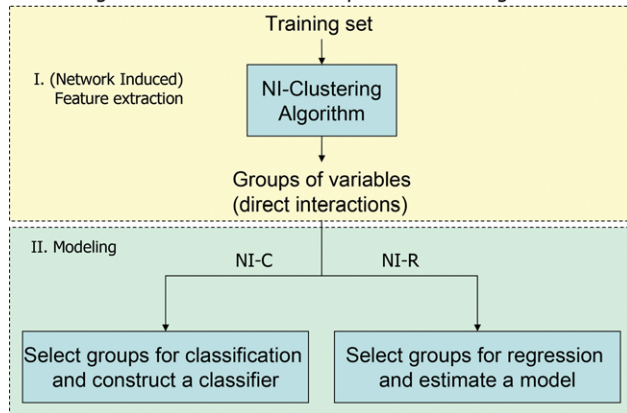 Training set
I. (Network Induced)
Feature extraction
NI-Clustering
Algorithm
Groups of variables
(direct interactions)
II. Modeling
NI-C
NI-R
Select groups for classification
and construct a classifier
Select groups for regression
and estimate a model